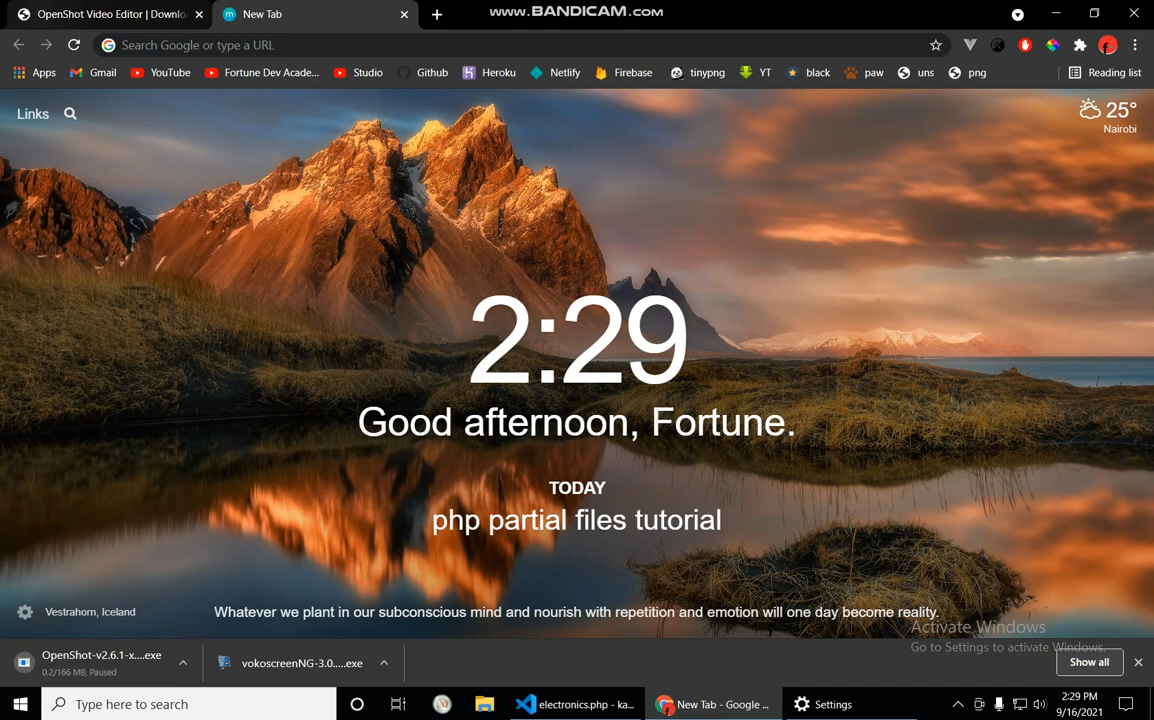 OpenShot Video Editor | Downlo
New Tab
www.BANDICAM.com
Search Google or type a URL
Apps
Gmail
YouTube
Fortune Dev Acade...
Studio
Github
Heroku
Netlify
Firebase
tinypng
YT
black
paw
uns
png
Reading list
Links
25°
Nairobi
2:29
Good afternoon, Fortune.
TODAY
php partial files tutorial
Vestrahorn, Iceland
Whatever we plant in our subconscious mind and nourish with repetition and emotion will one day become reality.
Activate Windows
Go to Settings to activate Windows.
OpenShot-v2.6.1-x....exe
0.2/166 MB, Paused
vokoscreenNG-3.0.....exe
Show all
Type here to search
electronics.php - ka...
New Tab - Google ...
Settings
2:29 PM
9/16/2021